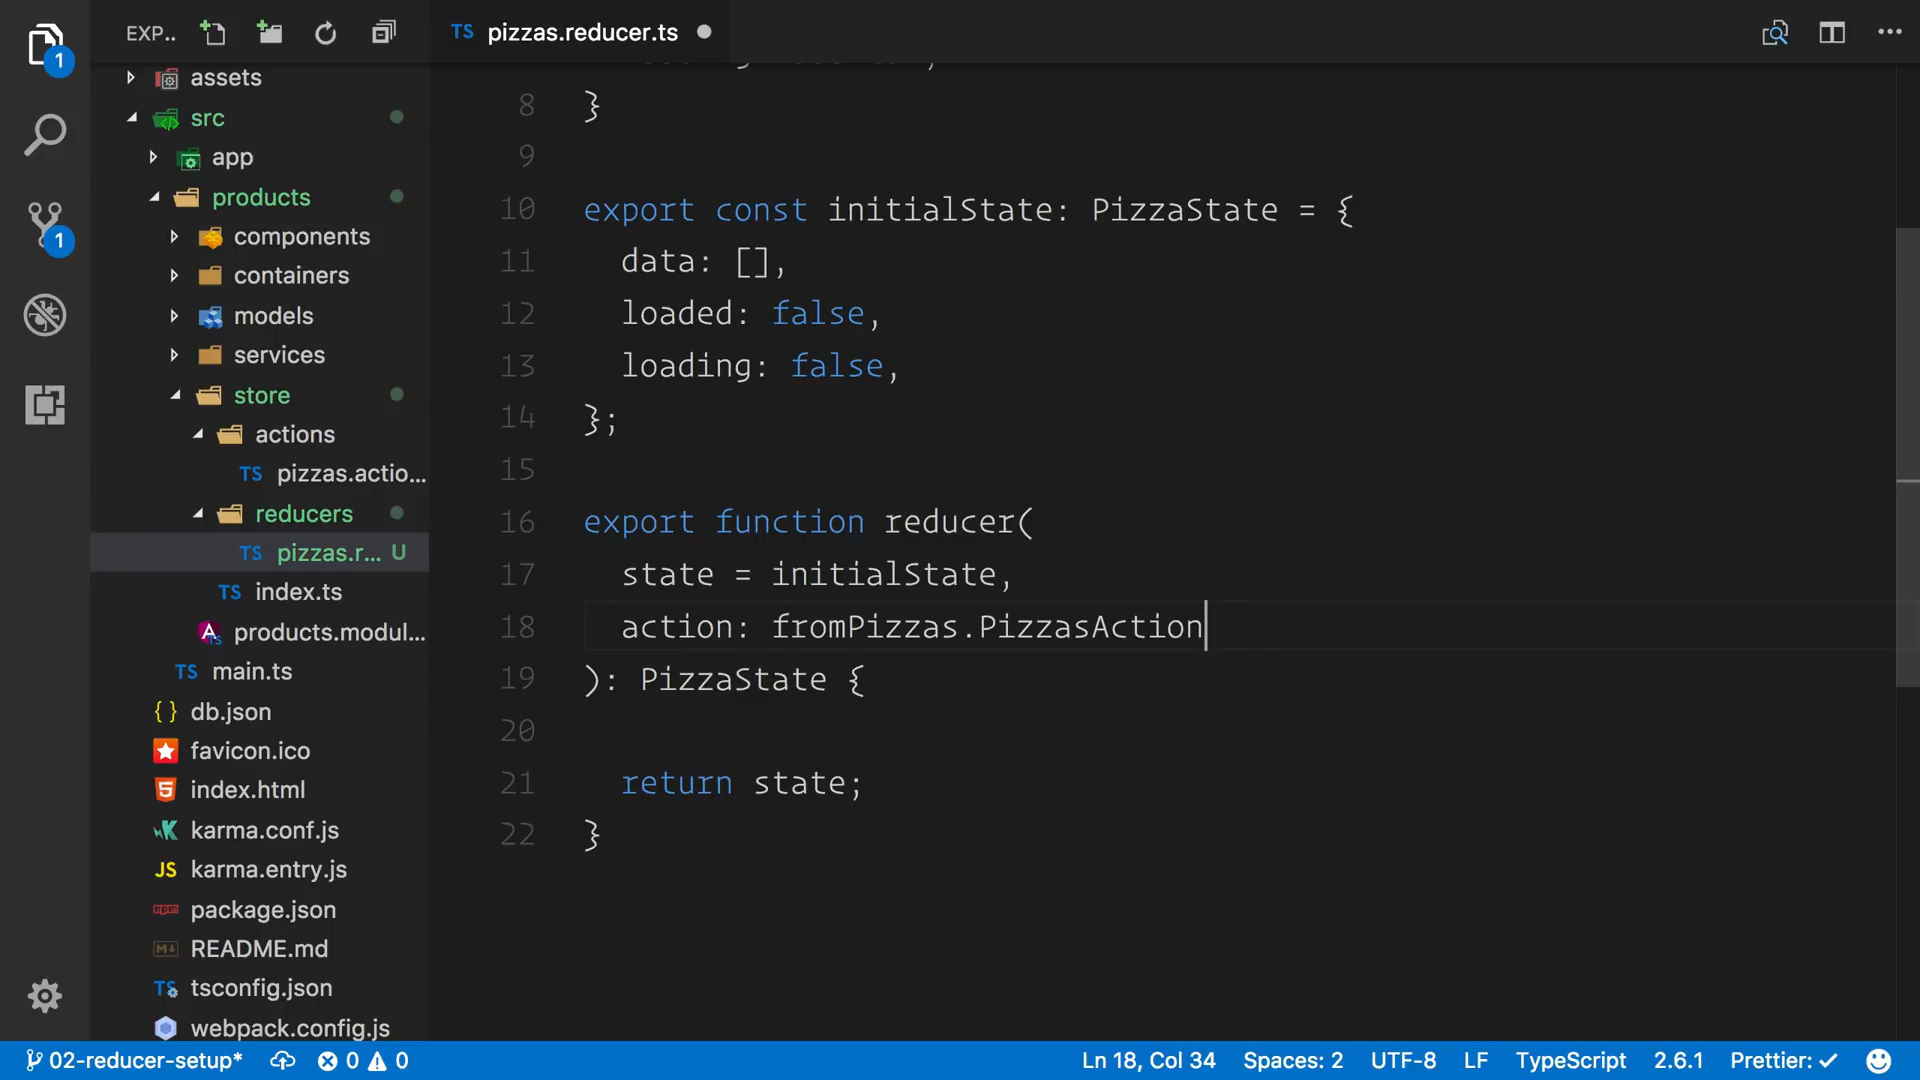 EXP..
TS pizzas.reducer.ts
1
1
assets
src
app
products
components
containers
models
services
store
actions
TS pizzas.actio...
reducers
TS pizzas.r... U
TS index.ts
products.modul...
TS main.ts
{ } db.json
favicon.ico
5 index.html
karma.conf.js
JS karma.entry.js
npm package.json
M↓ README.md
TS tsconfig.json
webpack.config.js
8 }
9
10 export const initialState: PizzaState = {
11 data: [],
12 loaded: false,
13 loading: false,
14 };
15
16 export function reducer(
17 state = initialState,
18 action: fromPizzas.PizzasAction
19 ): PizzaState {
20
21 return state;
22 }
02-reducer-setup* 0 0 Ln 18, Col 34 Spaces: 2 UTF-8 LF TypeScript 2.6.1 Prettier: ✓